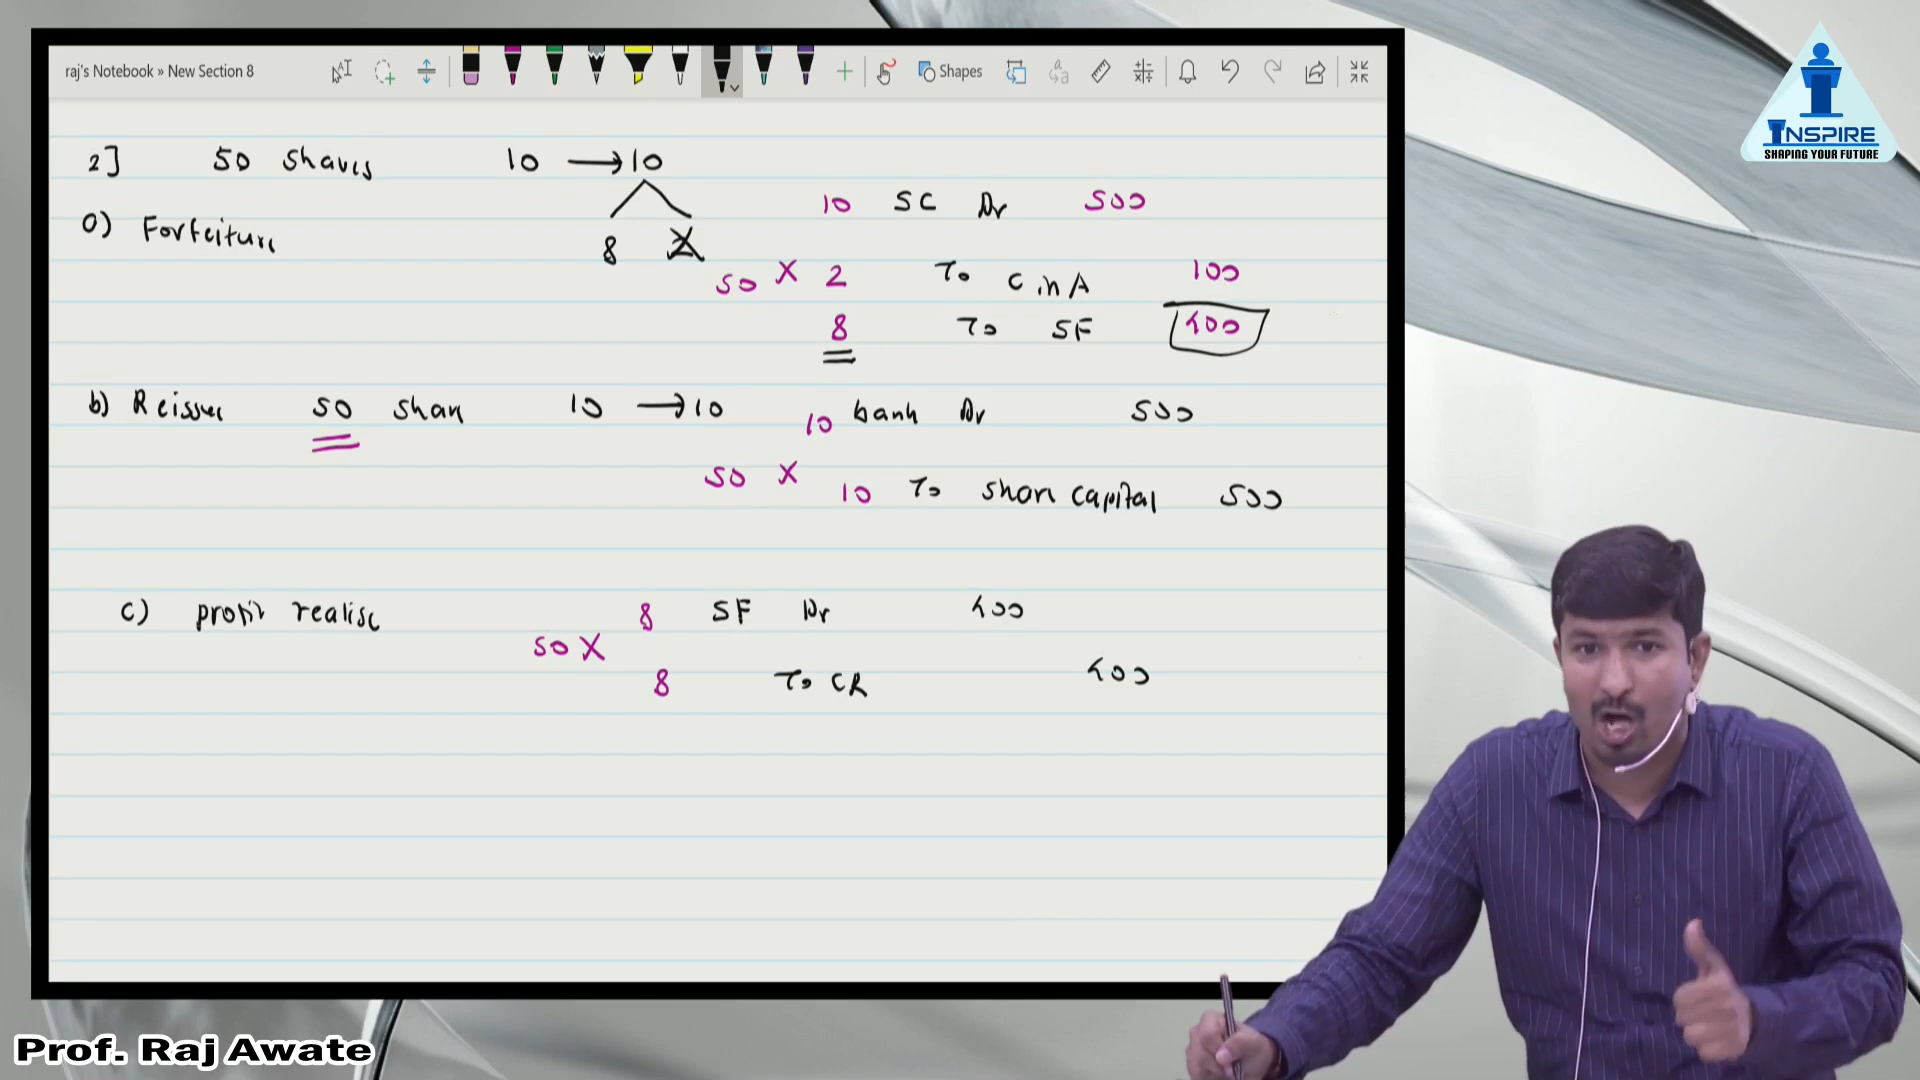 raj's Notebook » New Section 8
Shapes
INSPIRE
SHAPING YOUR FUTURE
2] 50 Shares 10 → 10
8 2
10 SC Dr 500
a) Forfeiture
50 X 2 To C in A 100
8 To SF 400
b) Reissue 50 share 10 → 10
10 bank Dr 500
50 X
10 To share capital 500
c) profit realise 8 SF Dr 400
50 X
8 To CR 400
Prof. Raj Awate